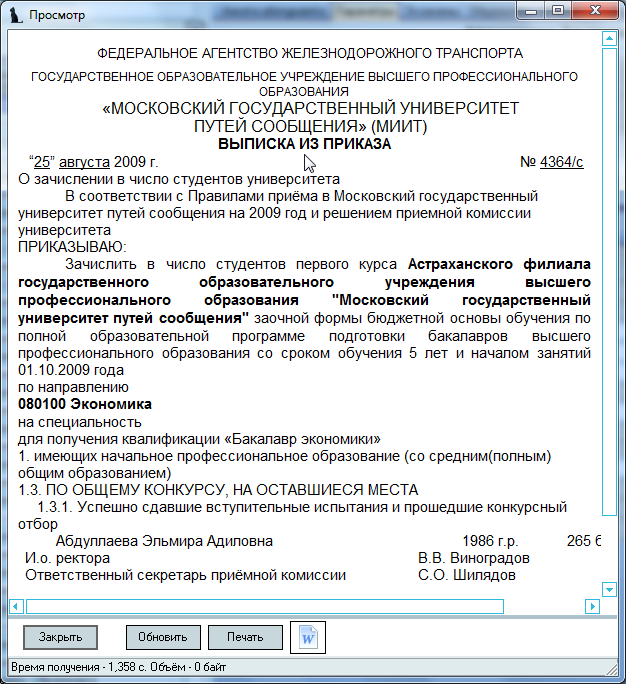 Просмотр
ФЕДЕРАЛЬНОЕ АГЕНТСТВО ЖЕЛЕЗНОДОРОЖНОГО ТРАНСПОРТА
ГОСУДАРСТВЕННОЕ ОБРАЗОВАТЕЛЬНОЕ УЧРЕЖДЕНИЕ ВЫСШЕГО ПРОФЕССИОНАЛЬНОГО
ОБРАЗОВАНИЯ
«МОСКОВСКИЙ ГОСУДАРСТВЕННЫЙ УНИВЕРСИТЕТ
ПУТЕЙ СООБЩЕНИЯ» (МИИТ)
ВЫПИСКА ИЗ ПРИКАЗА
“25” августа 2009 г. № 4364/с
О зачислении в число студентов университета
В соответствии с Правилами приёма в Московский государственный
университет путей сообщения на 2009 год и решением приемной комиссии
университета
ПРИКАЗЫВАЮ:
Зачислить в число студентов первого курса Астраханского филиала
государственного образовательного учреждения высшего
профессионального образования "Московский государственный
университет путей сообщения" заочной формы бюджетной основы обучения по
полной образовательной программе подготовки бакалавров высшего
профессионального образования со сроком обучения 5 лет и началом занятий
01.10.2009 года
по направлению
080100 Экономика
на специальность
для получения квалификации «Бакалавр экономики»
1. имеющих начальное профессиональное образование (со средним(полным)
общим образованием)
1.3. ПО ОБЩЕМУ КОНКУРСУ, НА ОСТАВШИЕСЯ МЕСТА
1.3.1. Успешно сдавшие вступительные испытания и прошедшие конкурсный
отбор
Абдуллаева Эльмира Адиловна 1986 г.р. 265 б
И.о. ректора В.В. Виноградов
Ответственный секретарь приёмной комиссии С.О. Шилядов
Закрыть Обновить Печать
Время получения - 1,358 с. Объём - 0 байт